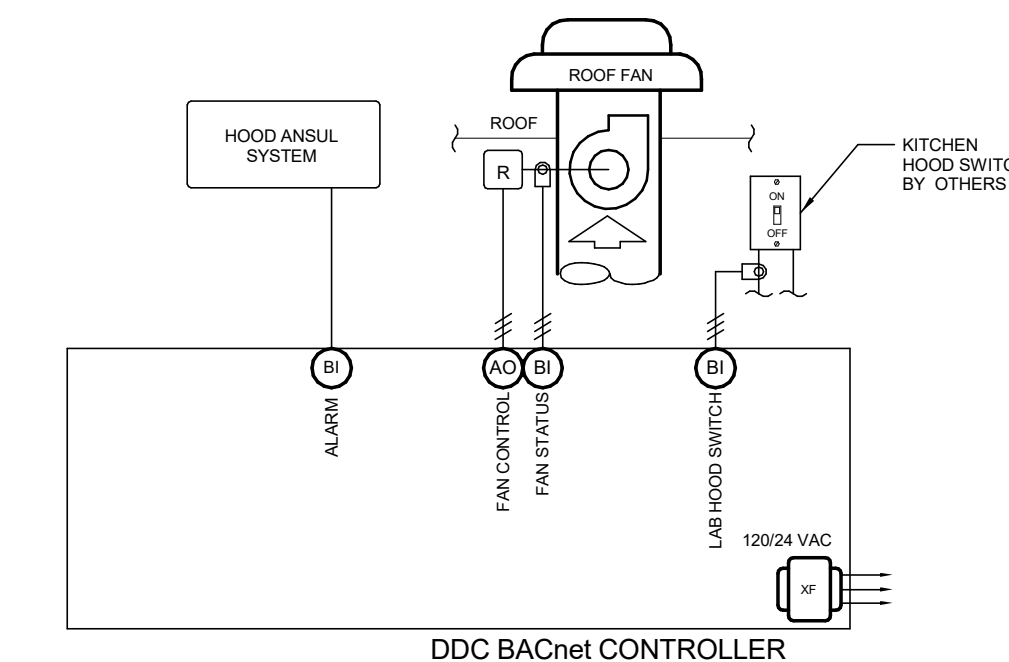 ROOF FAN
HOOD ANSUL
SYSTEM
ROOF
R
KITCHEN
HOOD SWITC
BY OTHERS
ON
OFF
BI
AO
BI
BI
ALARM
FAN CONTROL
FAN STATUS
LAB HOOD SWITCH
120/24 VAC
XF
DDC BACnet CONTROLLER